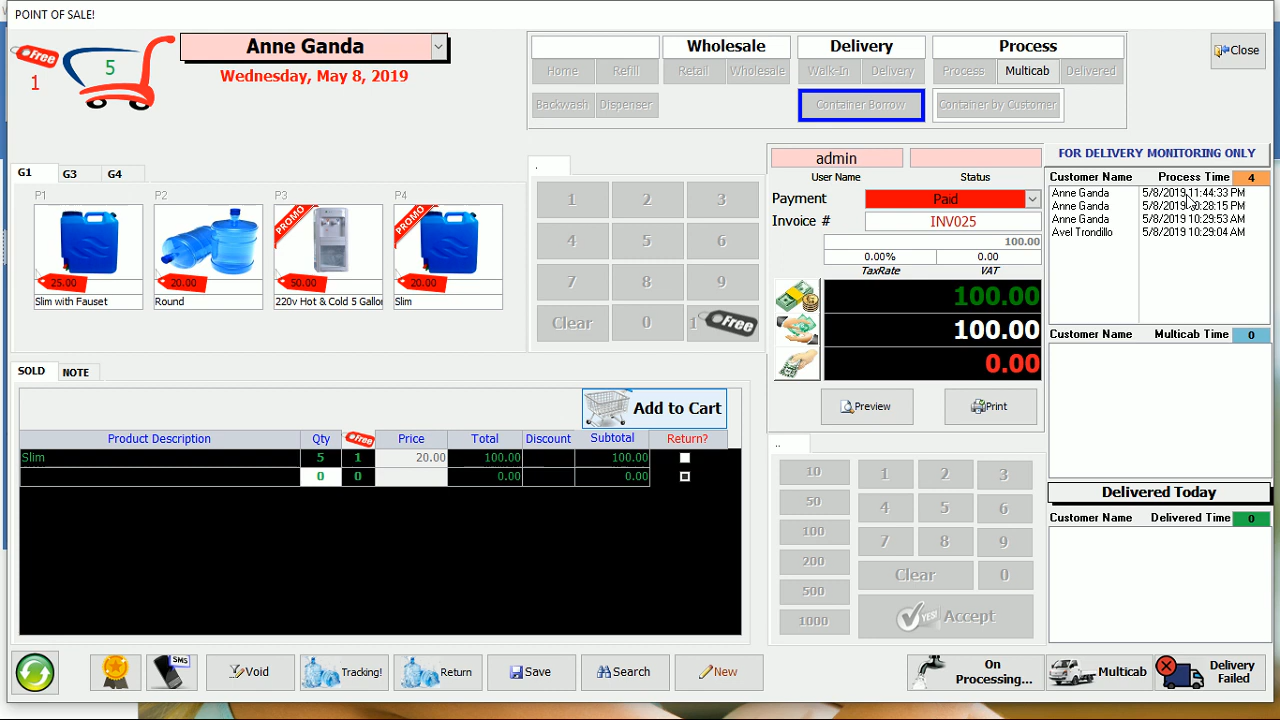 POINT OF SALE!
Free
1
5
Anne Ganda
Wednesday, May 8, 2019
Wholesale
Delivery
Process
Home
Refill
Retail
Wholesale
Walk-In
Delivery
Process
Multicab
Delivered
Backwash
Dispenser
Container Borrow
Container by Customer
Close
G1
G3
G4
P1
P2
P3
P4
PROMO
PROMO
25.00
20.00
50.00
20.00
Slim with Fauset
Round
220v Hot & Cold 5 Gallor
Slim
.
1
2
3
4
5
6
7
8
9
Clear
0
1 Free
admin
User Name
Status
Payment
Paid
Invoice #
INV025
100.00
0.00%
0.00
TaxRate
VAT
100.00
100.00
0.00
Preview
Print
FOR DELIVERY MONITORING ONLY
Customer Name
Process Time
4
Anne Ganda
5/8/2019 11:44:33 PM
Anne Ganda
Anne Ganda
5/8/2019 10:29:53 AM
Avel Trondillo
5/8/2019 10:29:04 AM
Customer Name
Multicab Time
0
Delivered Today
Customer Name
Delivered Time
0
SOLD
NOTE
Add to Cart
Product Description
Qty
Free
Price
Total
Discount
Subtotal
Return?
Slim
5
1
20.00
100.00
100.00
0
0
0.00
0.00
..
10
50
100
200
500
1000
1
2
3
4
5
6
7
8
9
Clear
0
YES!
Accept
SMS
Void
Tracking!
Return
Save
Search
New
On
Processing...
Multicab
Delivery
Failed